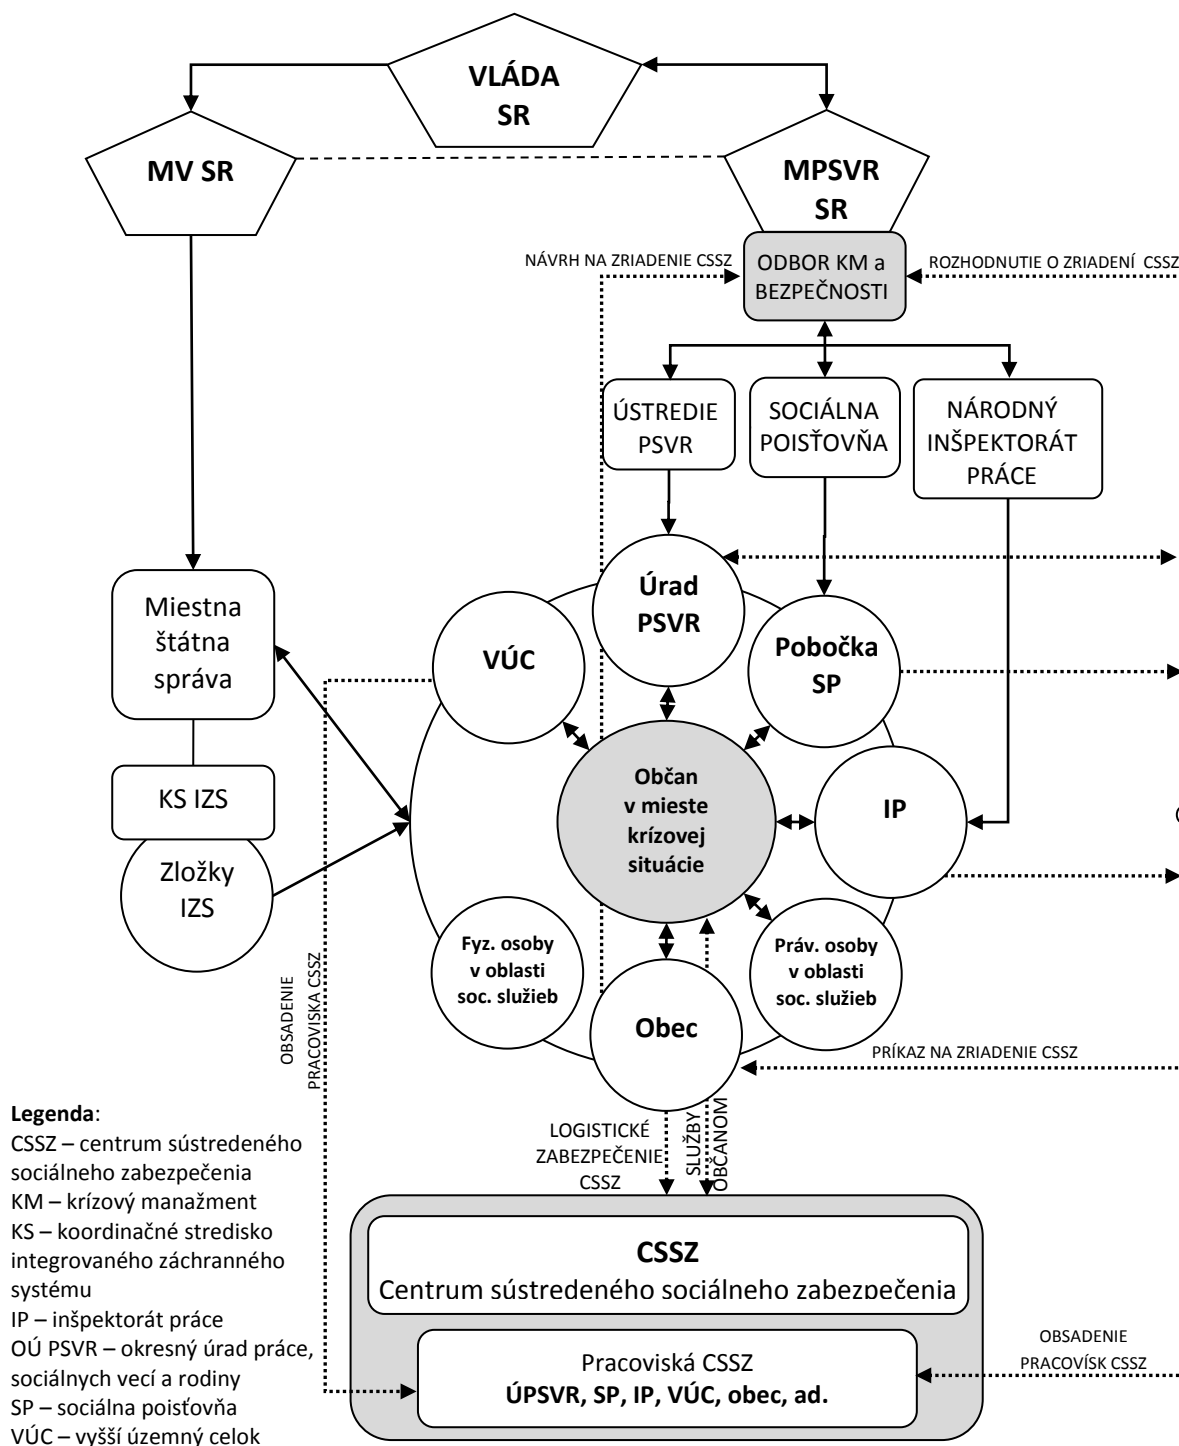 VLÁDA
SR
MV SR
MPSVR
SR
NÁVRH NA ZRIADENIE CSSZ
ODBOR KM a
BEZPEČNOSTI
ROZHODNUTIE O ZRIADENÍ CSSZ
ÚSTREDIE
PSVR
SOCIÁLNA
POISŤOVŇA
NÁRODNÝ
INŠPEKTORÁT
PRÁCE
Miestna
štátna
správa
KS IZS
Zložky
IZS
VÚC
Úrad
PSVR
Pobočka
SP
IP
Občan
v mieste
krízovej
situácie
Fyz. osoby
v oblasti
soc. služieb
Práv. osoby
v oblasti
soc. služieb
Obec
OBSADENIE
PRACOVISKA CSSZ
PRÍKAZ NA ZRIADENIE CSSZ
LOGISTICKÉ
ZABEZPEČENIE
CSSZ
SLUŽBY
OBČANOM
CSSZ
Centrum sústredeného sociálneho zabezpečenia
Pracoviská CSSZ
ÚPSVR, SP, IP, VÚC, obec, ad.
OBSADENIE
PRACOVÍSK CSSZ
Legenda:
CSSZ – centrum sústredeného
sociálneho zabezpečenia
KM – krízový manažment
KS – koordinačné stredisko
integrovaného záchranného
systému
IP – inšpektorát práce
OÚ PSVR – okresný úrad práce,
sociálnych vecí a rodiny
SP – sociálna poisťovňa
VÚC – vyšší územný celok